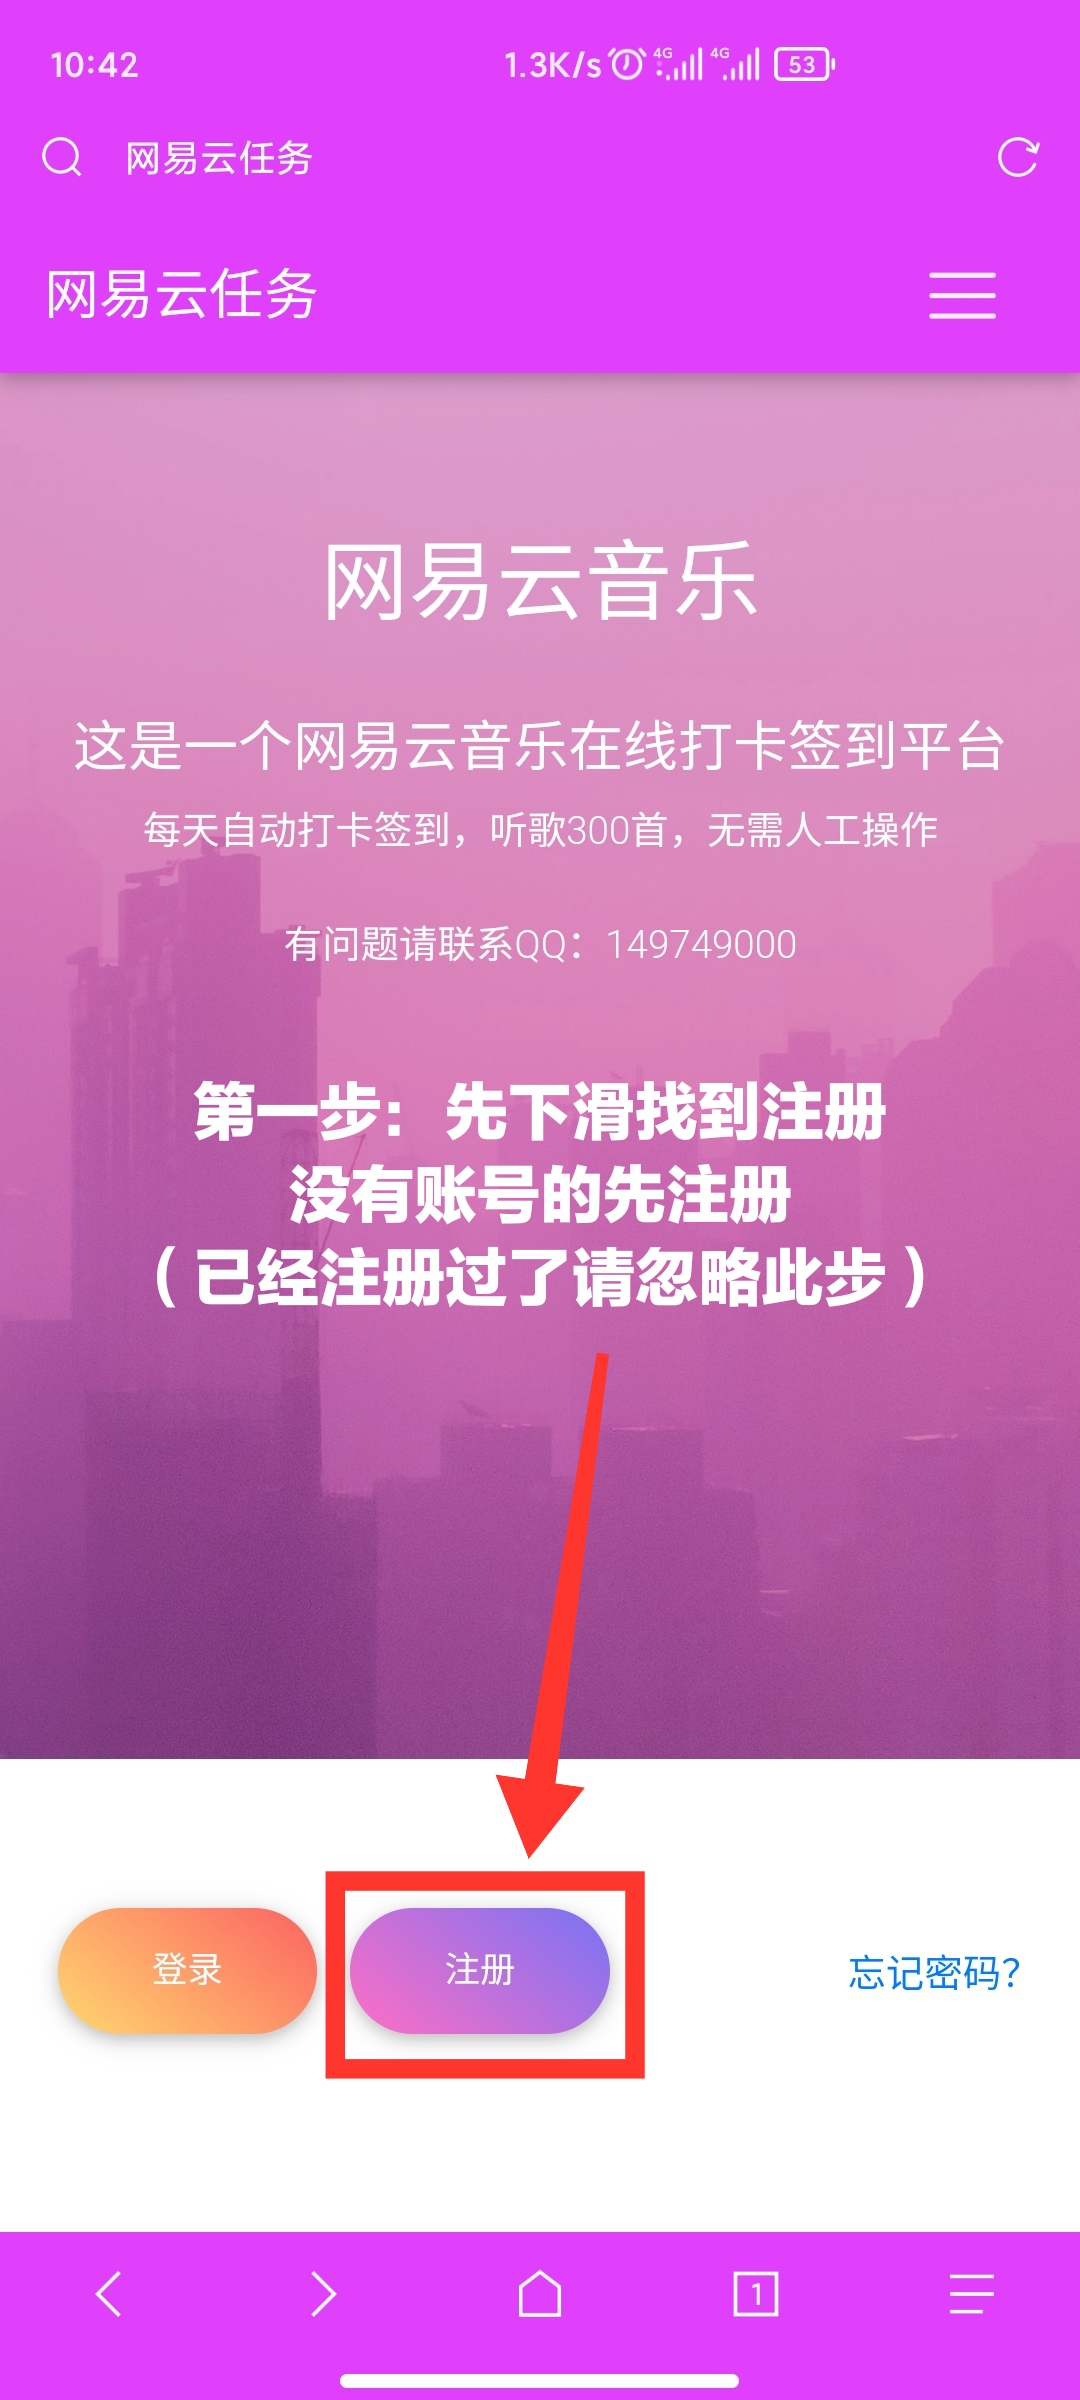 10:42
1.3K/s 4G 4G 53
网易云任务
网易云任务
网易云音乐
这是一个网易云音乐在线打卡签到平台
每天自动打卡签到，听歌300首，无需人工操作
有问题请联系QQ：149749000
第一步：先下滑找到注册
没有账号的先注册
（已经注册过了请忽略此步）
登录 注册 忘记密码?
1